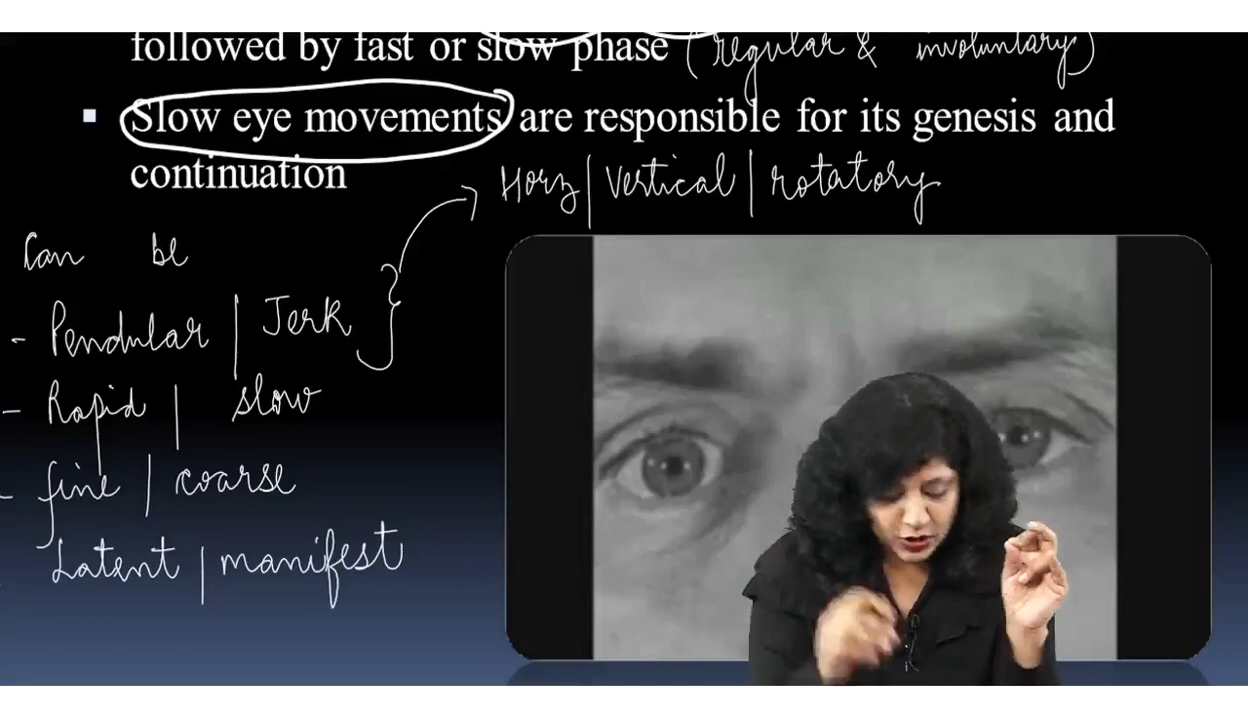 followed by fast or slow phase (regular & involuntary)
▪ Slow eye movements are responsible for its genesis and
continuation
Horz | Vertical | rotatory
Can be
- Pendular | Jerk }
- Rapid | slow
- fine | coarse
Latent | manifest